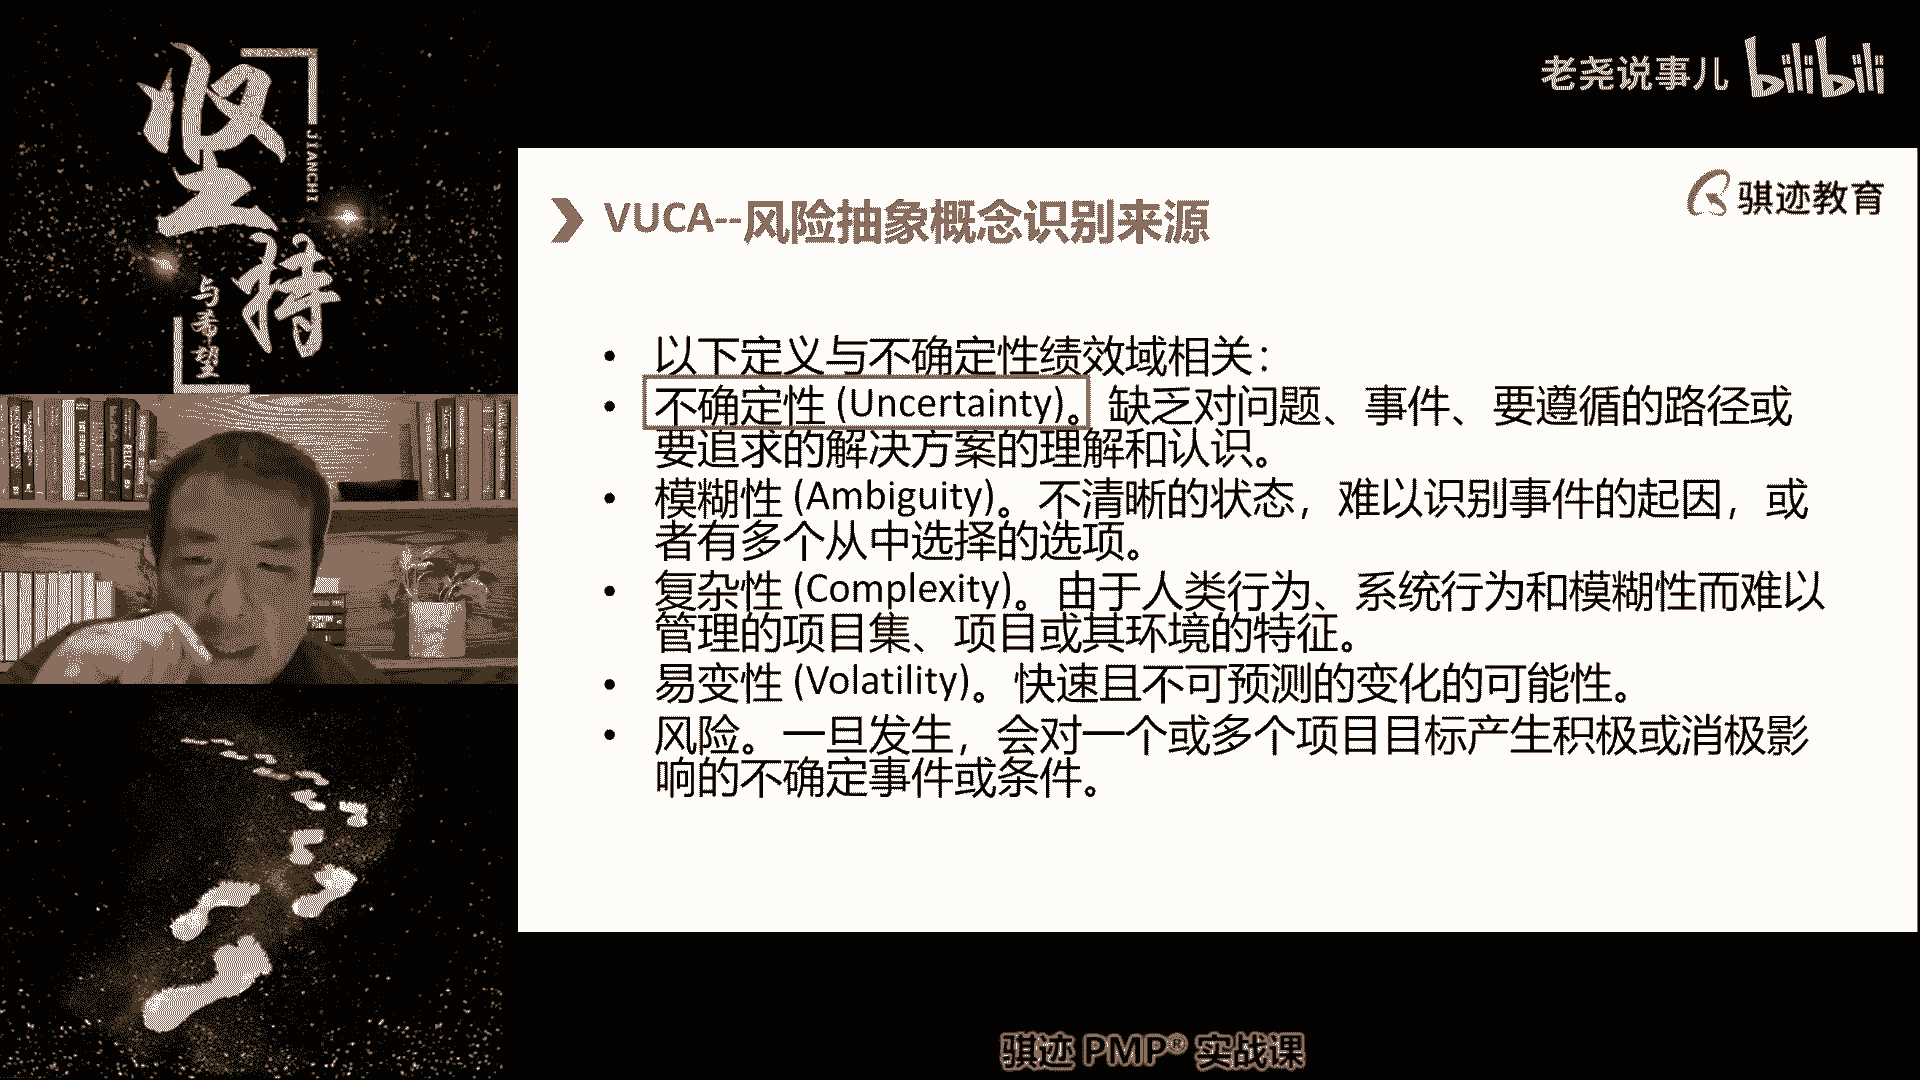 坚持
JIANCHI
与希望
老尧说事儿 bilibili
骐迹教育
VUCA--风险抽象概念识别来源
• 以下定义与不确定性绩效域相关：
• 不确定性 (Uncertainty)。缺乏对问题、事件、要遵循的路径或
要追求的解决方案的理解和认识。
• 模糊性 (Ambiguity)。不清晰的状态，难以识别事件的起因，或
者有多个从中选择的选项。
• 复杂性 (Complexity)。由于人类行为、系统行为和模糊性而难以
管理的项目集、项目或其环境的特征。
• 易变性 (Volatility)。快速且不可预测的变化的可能性。
• 风险。一旦发生，会对一个或多个项目目标产生积极或消极影
响的不确定事件或条件。
骐迹 PMP® 实战课